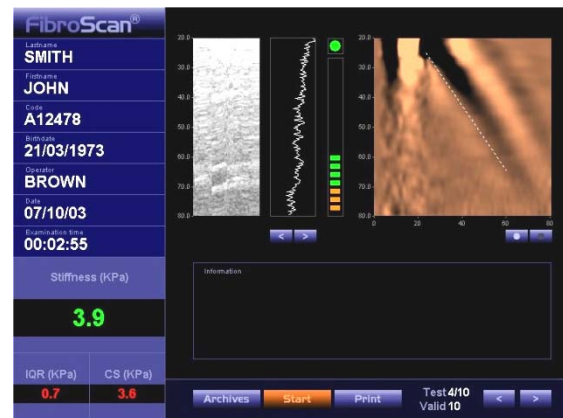 FibroScan®
Lastname
SMITH
Firstname
JOHN
Code
A12478
Birthdate
21/03/1973
Operator
BROWN
Date
07/10/03
Examination time
00:02:55
Stiffness (KPa)
3.9
IQR (KPa) CS (KPa)
0.7 3.6
20.0 20.0
30.0 30.0
40.0 40.0
50.0 50.0
60.0 60.0
70.0 70.0
80.0 80.0
0 20 40 60 80
< >
Information
Archives Start Print Test 4/10 < >
Valid 10